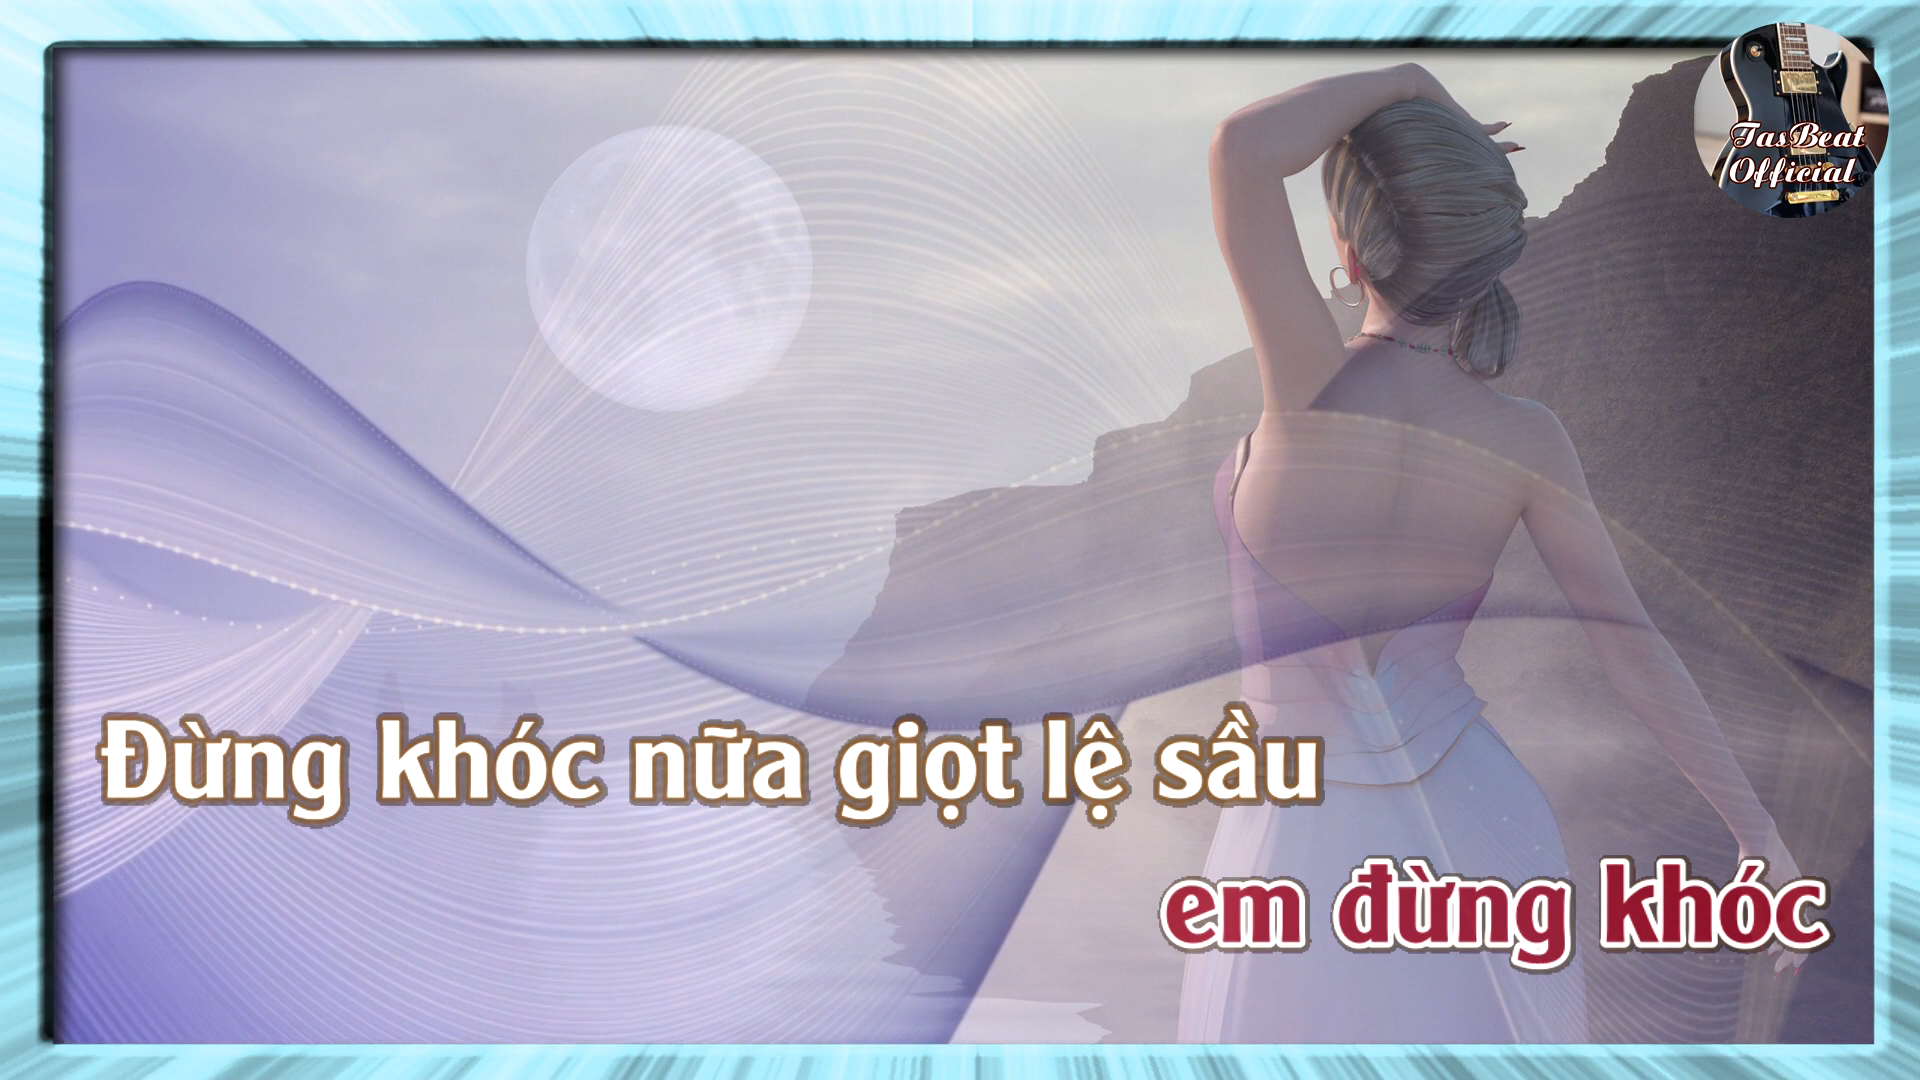 TasBeat
Official
Đừng khóc nữa giọt lệ sầu
em đừng khóc